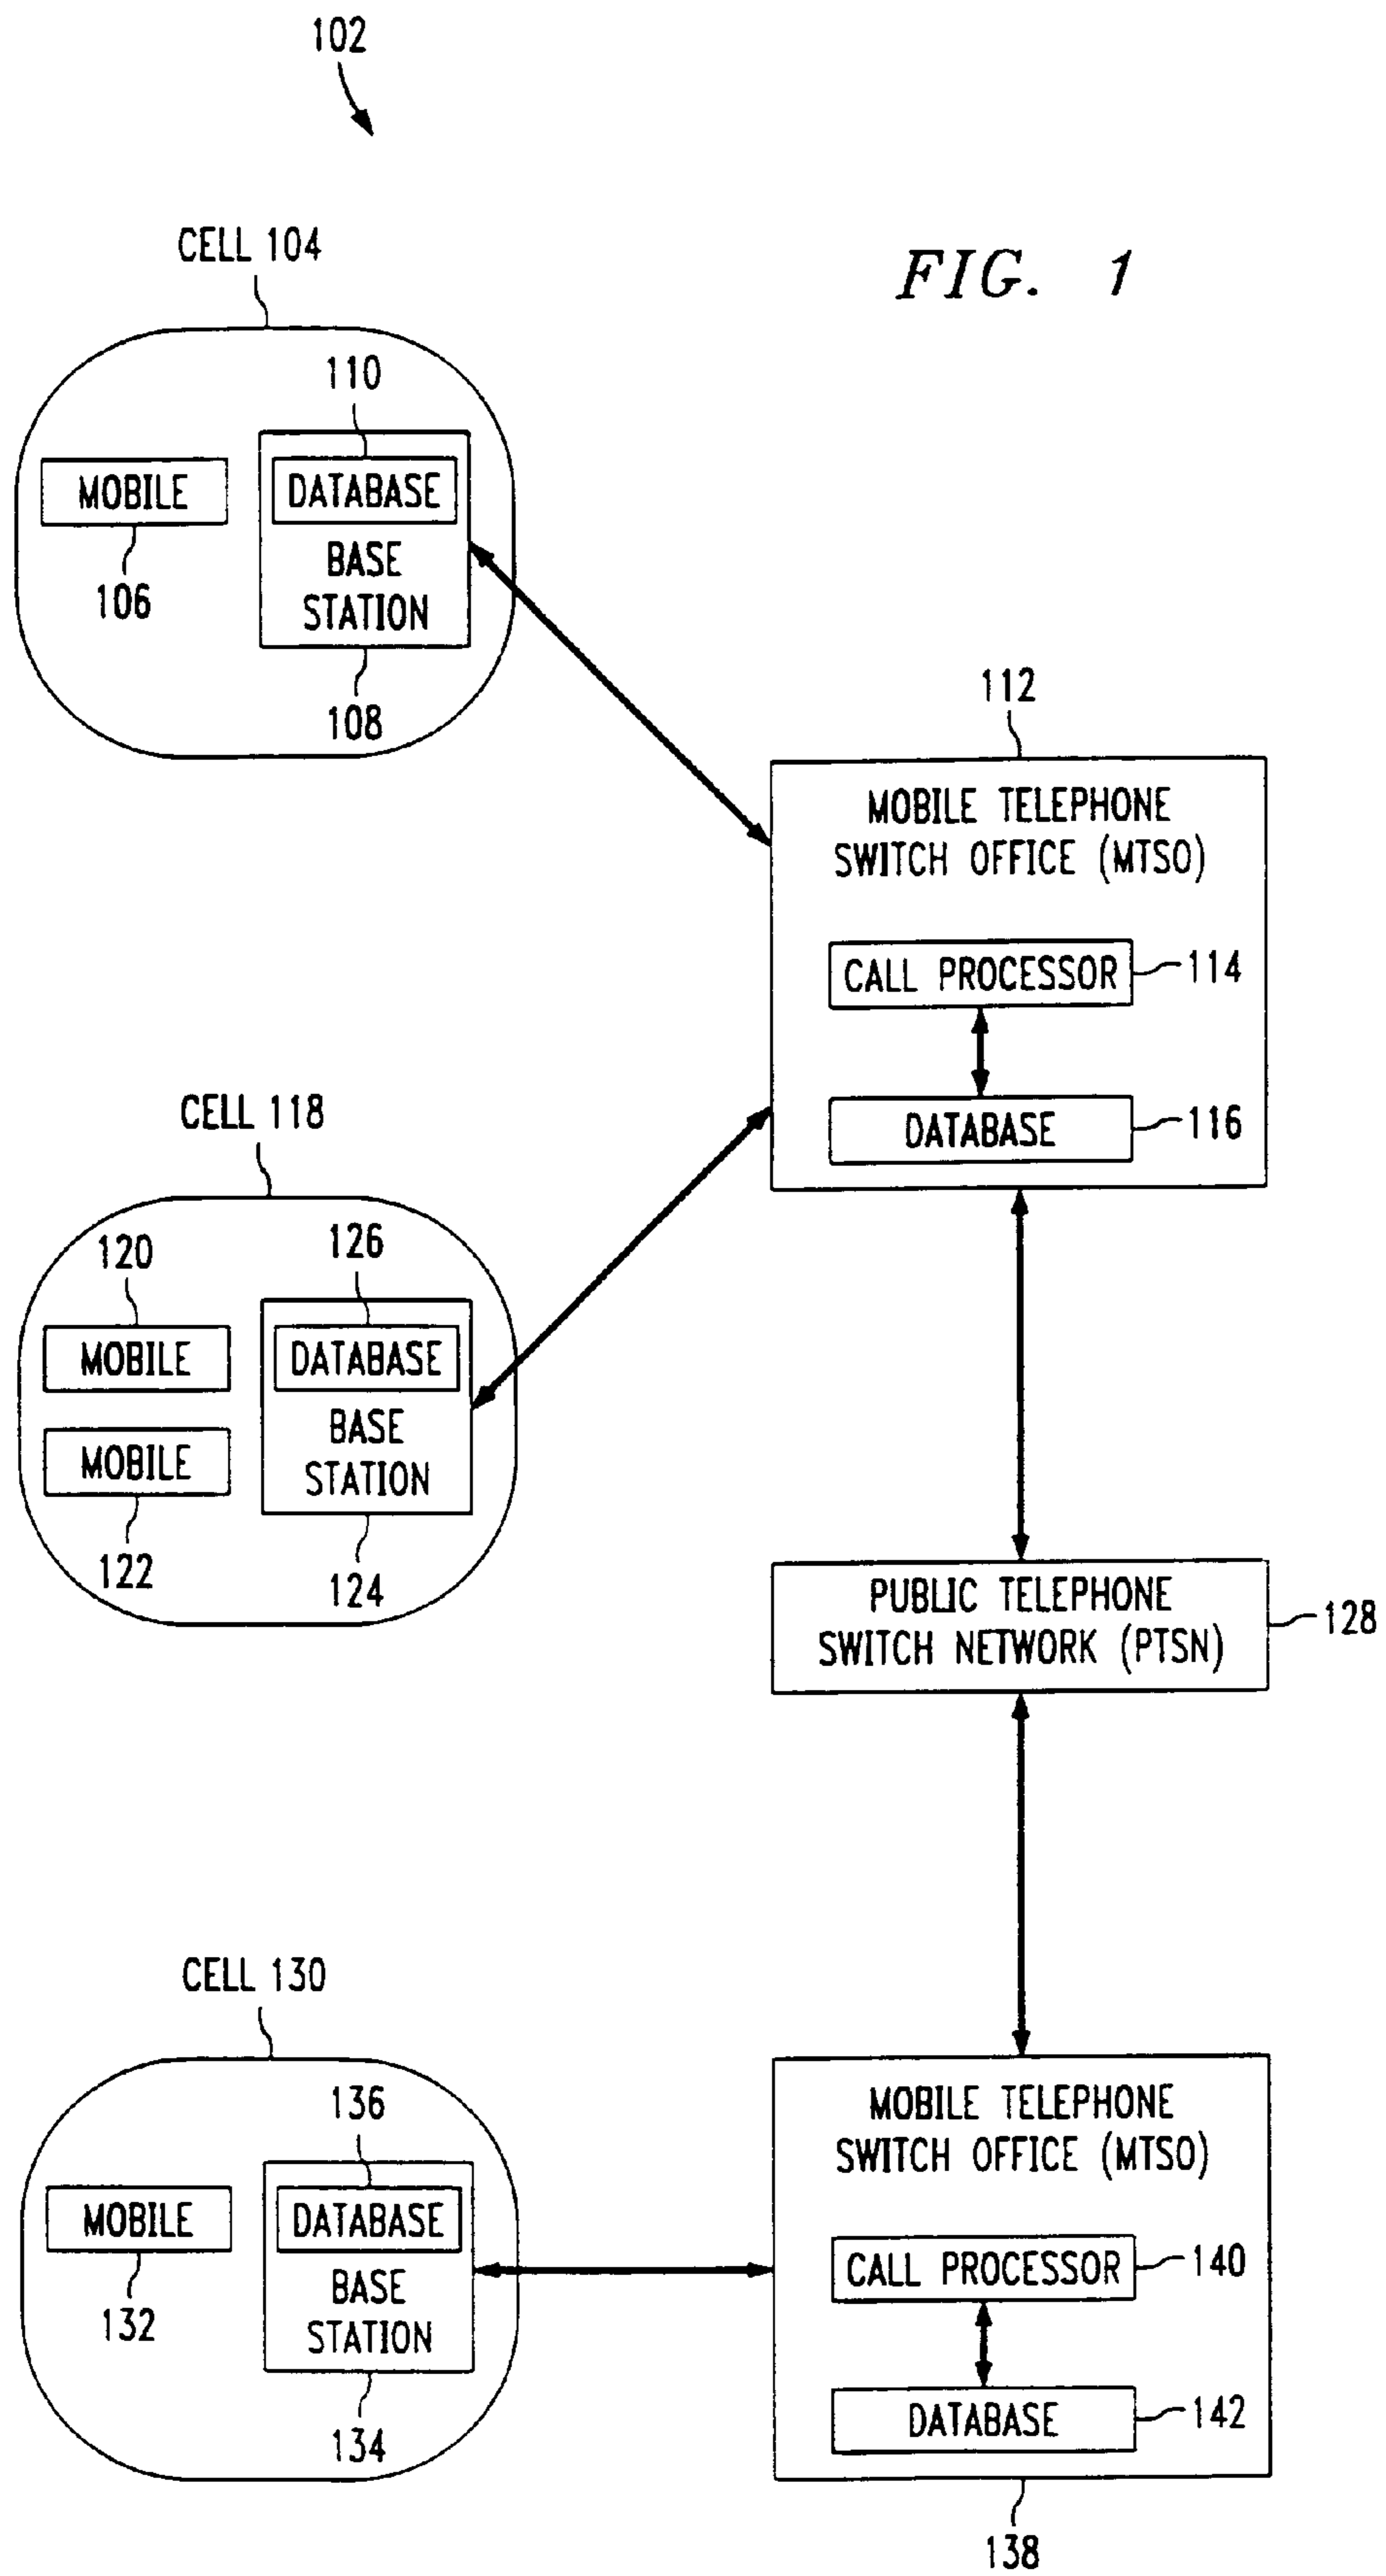 102
CELL 104
FIG. 1
110
MOBILE
DATABASE
BASE
STATION
106
108
112
MOBILE TELEPHONE
SWITCH OFFICE (MTSO)
CALL PROCESSOR
114
DATABASE
116
CELL 118
120
126
MOBILE
DATABASE
MOBILE
BASE
STATION
122
124
PUBLIC TELEPHONE
SWITCH NETWORK (PTSN)
128
CELL 130
136
MOBILE
DATABASE
BASE
STATION
132
134
MOBILE TELEPHONE
SWITCH OFFICE (MTSO)
CALL PROCESSOR
140
DATABASE
142
138